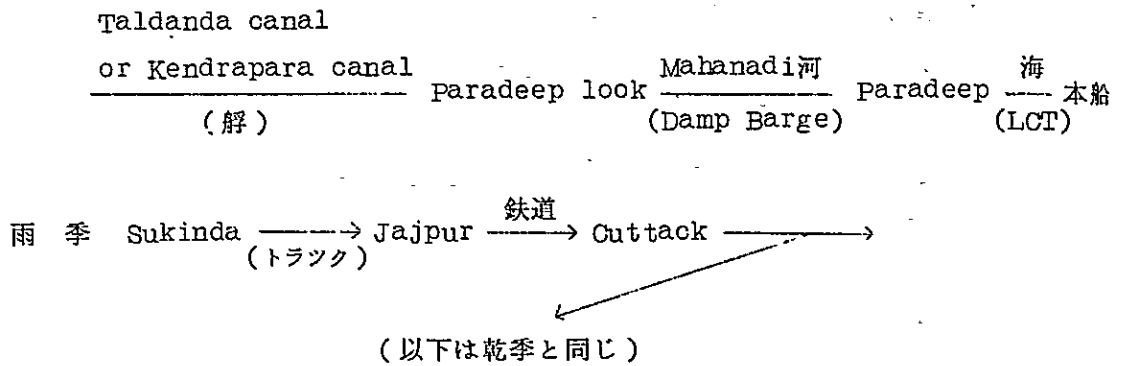 Taldanda canal
or Kendrapara canal Paradeep look Mahanadi河 Paradeep 海 本船
(艀) (Damp Barge) (LCT)
雨季 Sukinda → Jajpur 鉄道 → Cuttack →
(トラツク)
(以下は乾季と同じ)